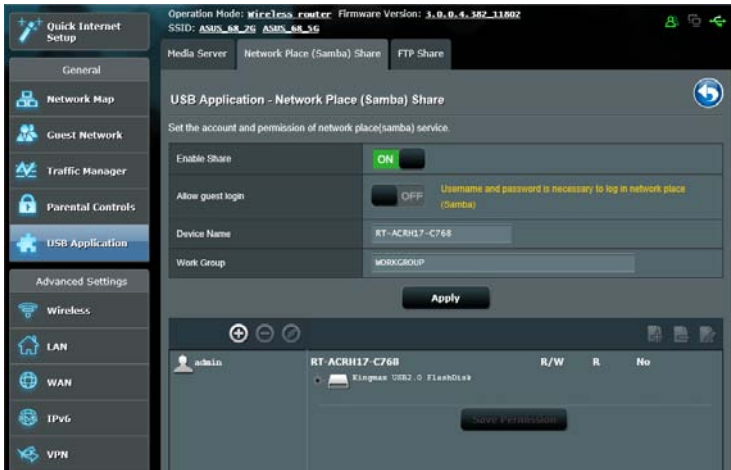 Quick Internet
Setup
General
Network Map
Guest Network
Traffic Manager
Parental Controls
USB Application
Advanced Settings
Wireless
LAN
WAN
IPv6
VPN
Operation Mode: Wireless router Firmware Version: 3.0.0.4.382_11802
SSID: ASUS_68_2G ASUS_68_5G
Media Server Network Place (Samba) Share FTP Share
USB Application - Network Place (Samba) Share
Set the account and permission of network place(samba) service.
Enable Share ON
Allow guest login OFF Username and password is necessary to log in network place
(Samba)
Device Name RT-ACRH17-C768
Work Group WORKGROUP
Apply
admin RT-ACRH17-C768 R/W R No
Kingmax USB2.0 FlashDisk
Save Permission